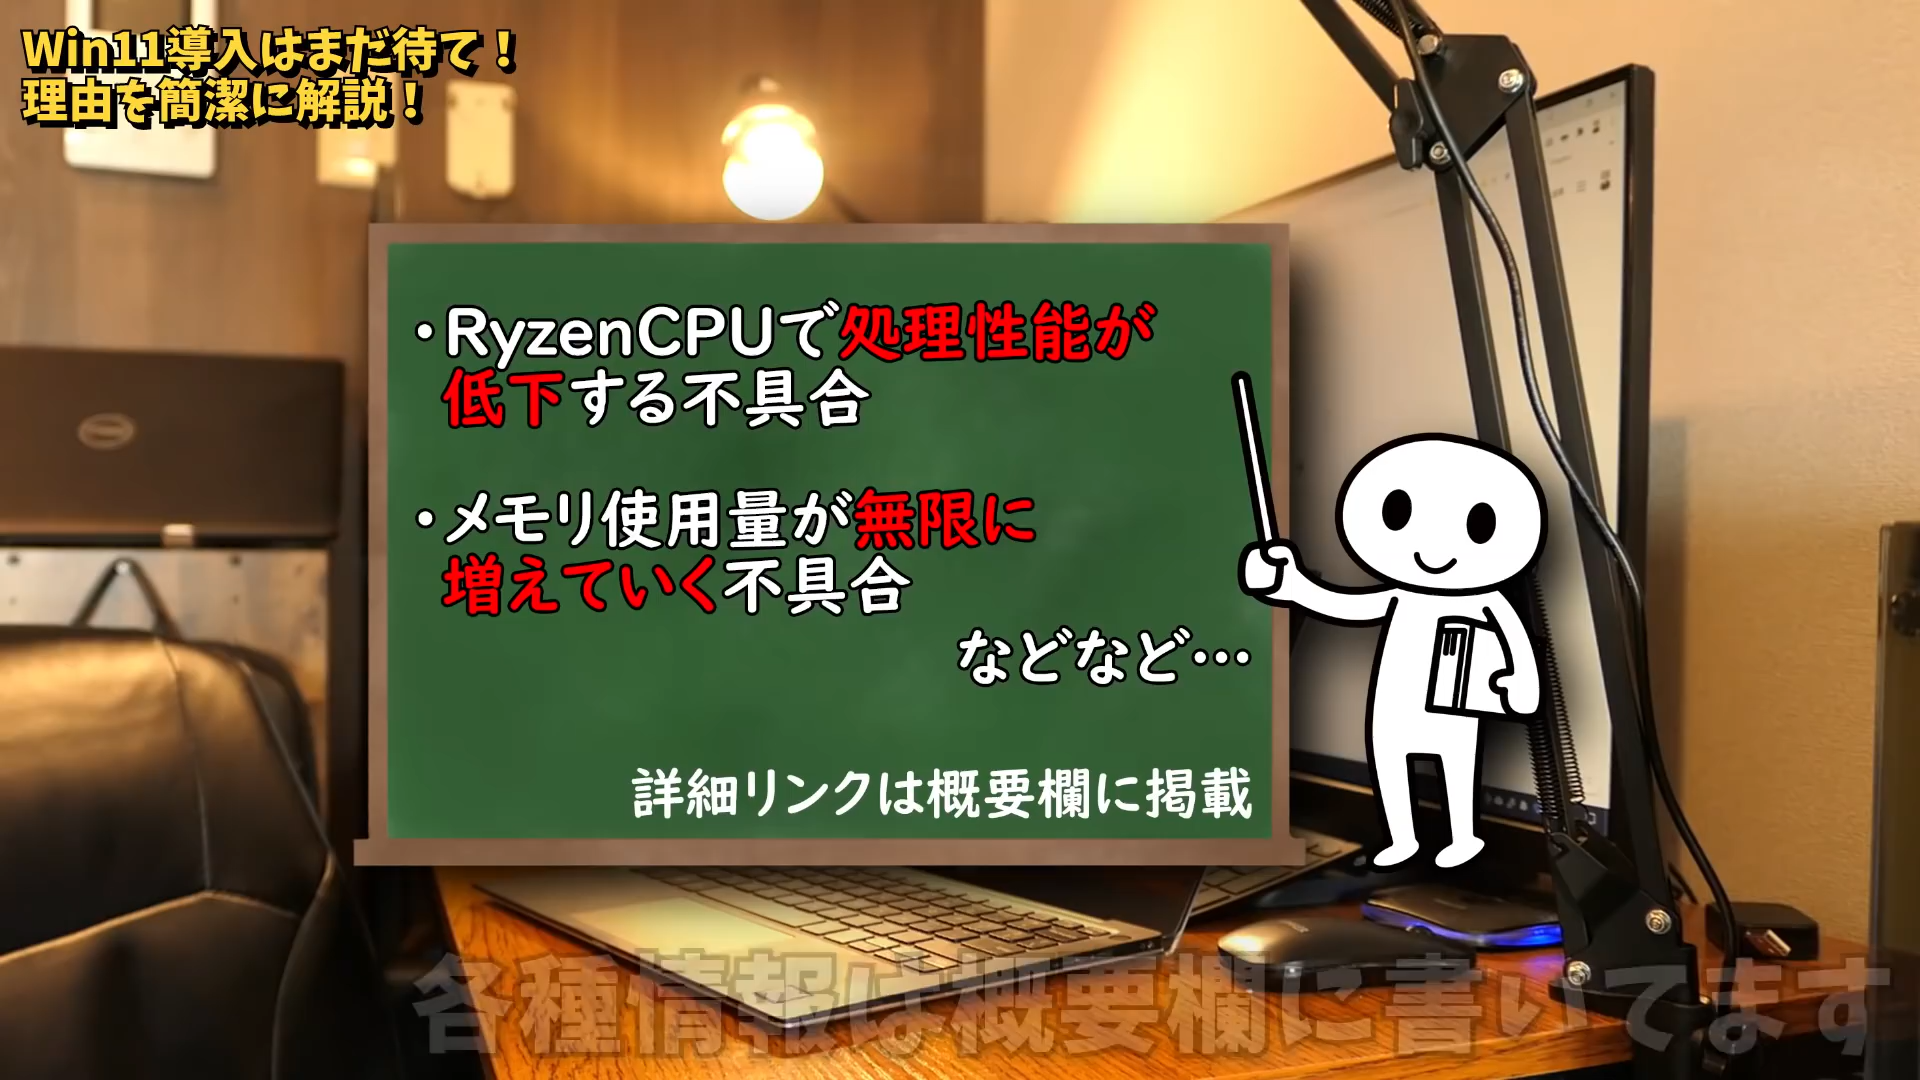 Win11導入はまだ待て！
理由を簡潔に解説！
・RyzenCPUで処理性能が
低下する不具合
・メモリ使用量が無限に
増えていく不具合
などなど…
詳細リンクは概要欄に掲載
各種情報は概要欄に書いてます